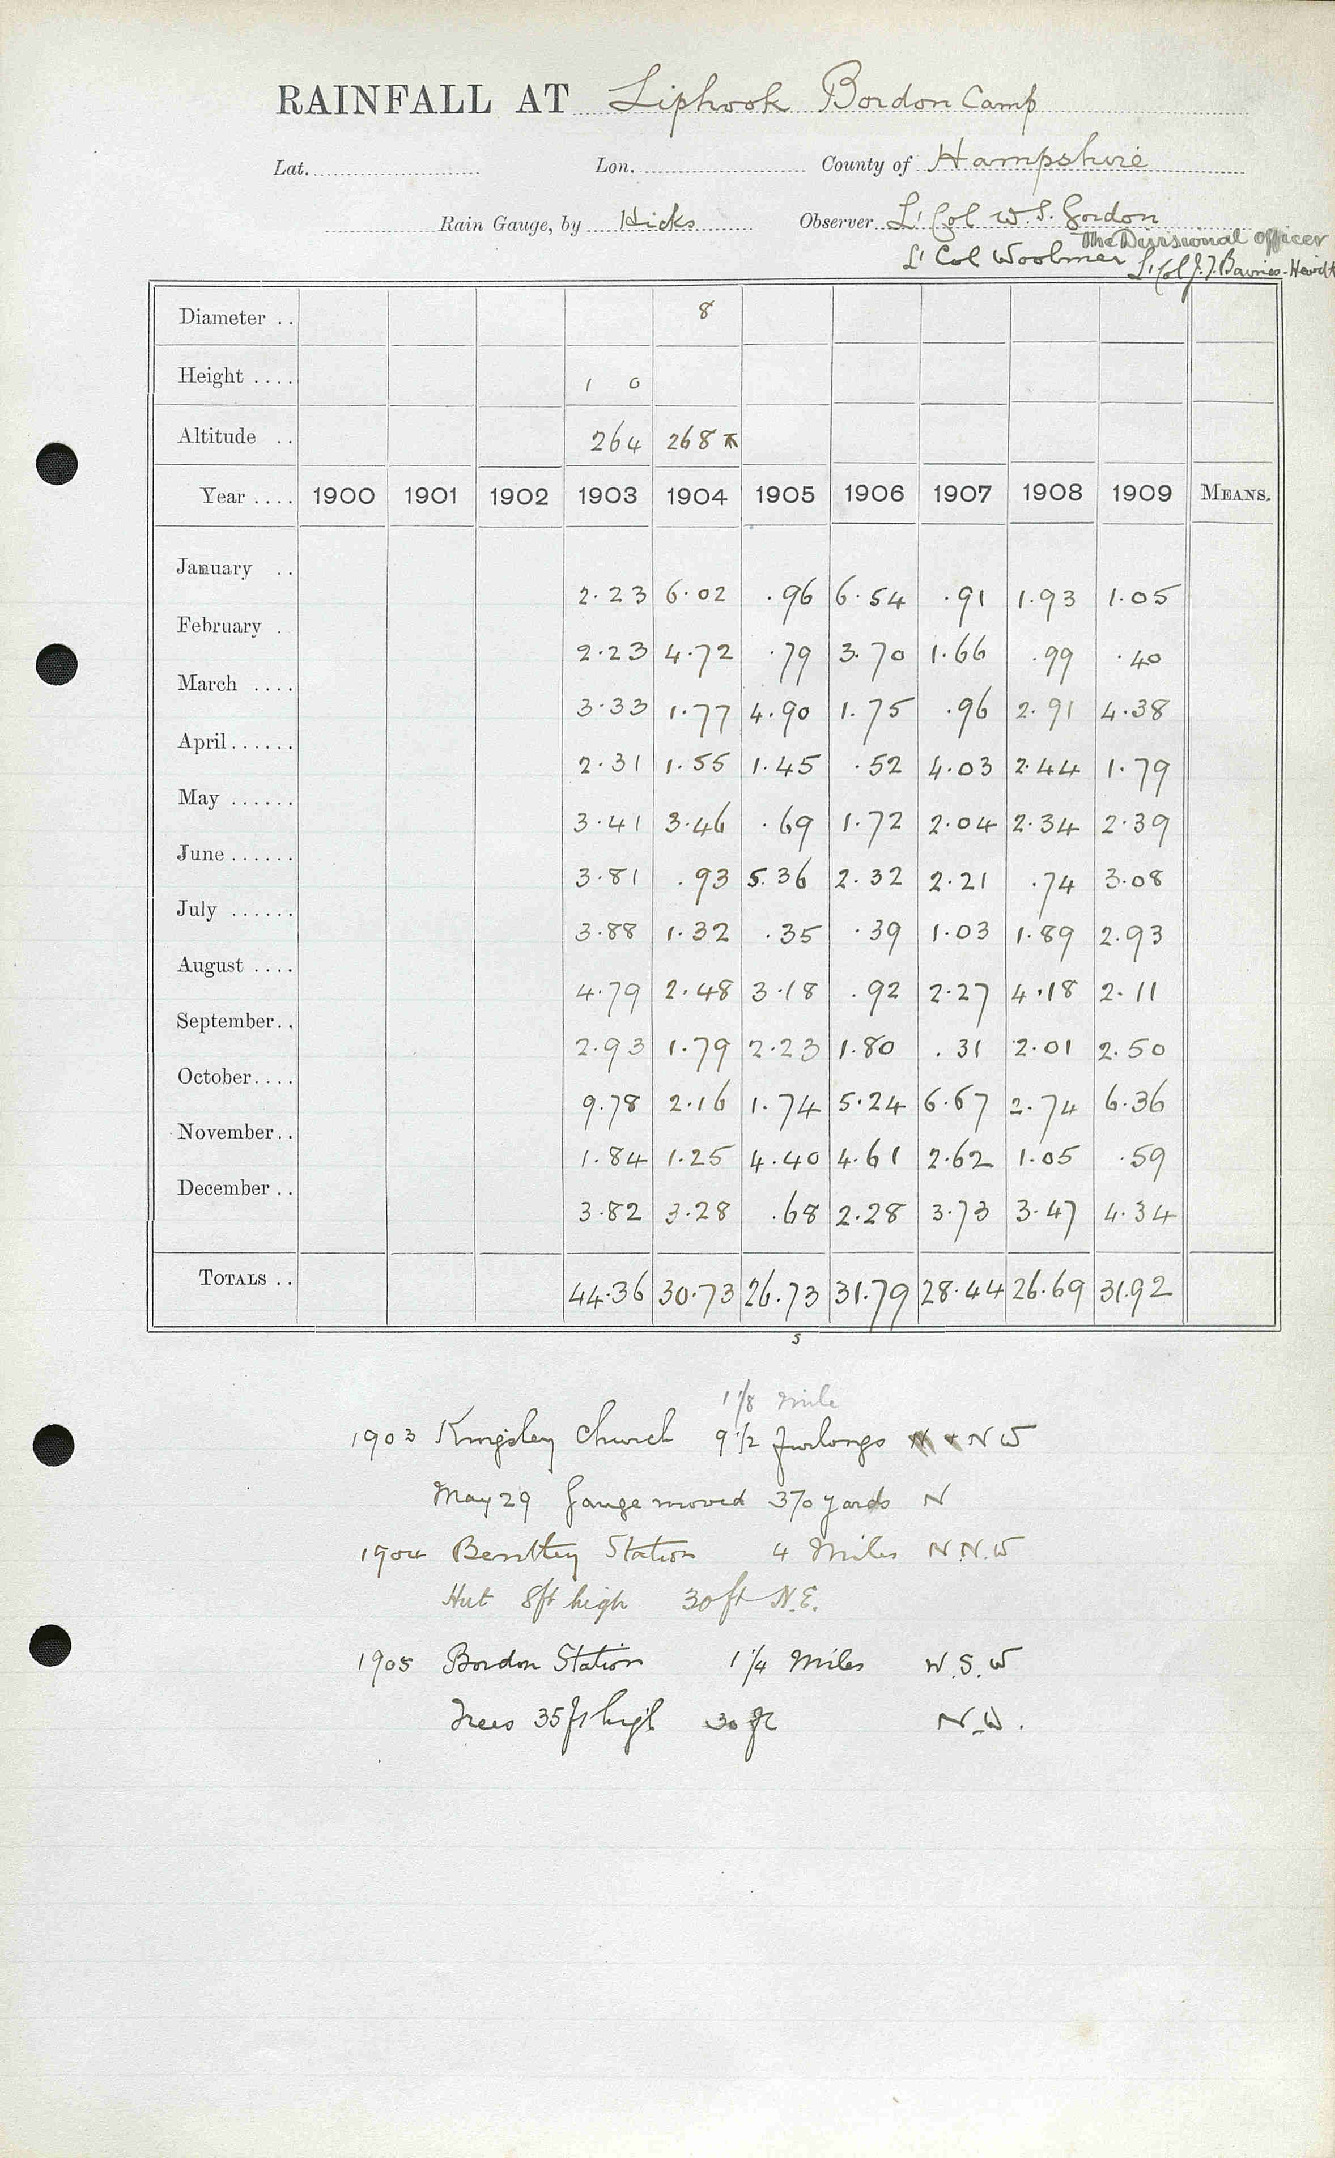 RAINFALL AT Liphook Bordon Camp
Lat. Lon. County of Hampshire
Rain Gauge, by Hicks Observer Lt Col W. S. Gordon
The Divisional Officer
Lt Col Woolmer Lt Col J. J. Barnes
Diameter .. 8
Height .... 1 0
Altitude .. 264 268
Year .... 1900 1901 1902 1903 1904 1905 1906 1907 1908 1909 MEANS.
January .. 2.23 6.02 .96 6.54 .91 1.93 1.05
February . 2.23 4.72 .79 3.70 1.66 .99 .40
March .... 3.33 1.77 4.90 1.75 .96 2.91 4.38
April...... 2.31 1.55 1.45 .52 4.03 2.44 1.79
May ...... 3.41 3.46 .69 1.72 2.04 2.34 2.39
June...... 3.81 .93 5.36 2.32 2.21 .74 3.08
July ...... 3.88 1.32 .35 .39 1.03 1.89 2.93
August .... 4.79 2.48 3.18 .92 2.27 4.18 2.11
September.. 2.93 1.79 2.23 1.80 .31 2.01 2.50
October.... 9.78 2.16 1.74 5.24 6.67 2.74 6.36
November.. 1.84 1.25 4.40 4.61 2.62 1.05 .59
December .. 3.82 3.28 .68 2.28 3.73 3.47 4.34
TOTALS .. 44.36 30.73 26.73 31.79 28.44 26.69 31.92
5
1 1/8 mile
1903 Kingsley Church 9 1/2 furlongs NW
May 29 Gauge moved 370 yards N
1904 Bentley Station 4 Miles N.N.W
Hut 8ft high 30ft N.E.
1905 Bordon Station 1 1/4 Miles W.S.W
Trees 35ft high 30 ft N.W.